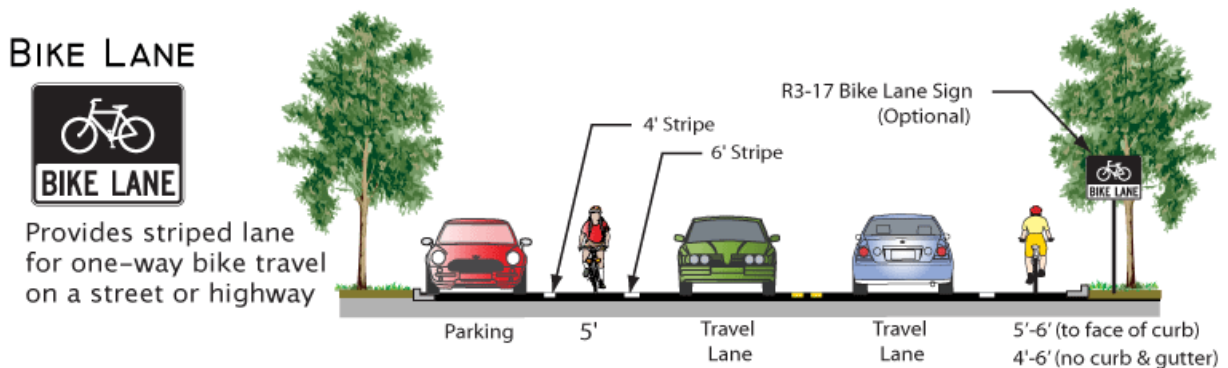 BIKE LANE
BIKE LANE
Provides striped lane
for one-way bike travel
on a street or highway
4' Stripe
6' Stripe
R3-17 Bike Lane Sign
(Optional)
BIKE LANE
Parking
5'
Travel
Lane
Travel
Lane
5'-6' (to face of curb)
4'-6' (no curb & gutter)